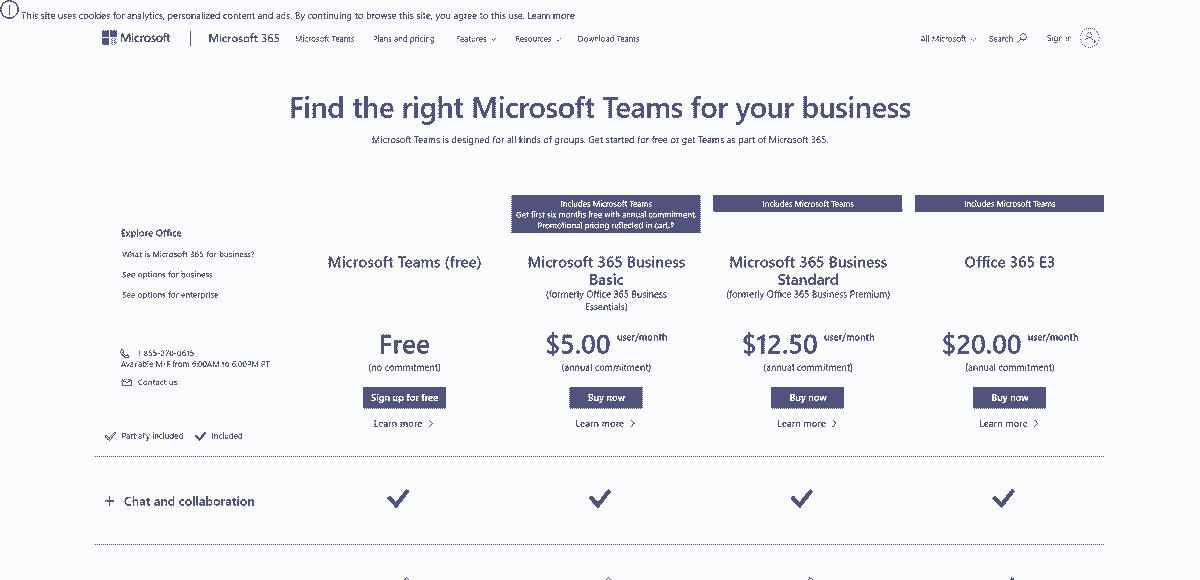 This site uses cookies for analytics, personalized content and ads. By continuing to browse this site, you agree to this use. Learn more
Microsoft Microsoft 365 Microsoft Teams Plans and pricing Features Resources Download Teams All Microsoft Search Sign in
Find the right Microsoft Teams for your business
Microsoft Teams is designed for all kinds of groups. Get started for free or get Teams as part of Microsoft 365.
Includes Microsoft Teams
Get first six months free with annual commitment.
Promotional pricing reflected in cart.
Includes Microsoft Teams
Includes Microsoft Teams
Explore Office
What is Microsoft 365 for business?
See options for business
See options for enterprise
1 855-270-0615
Available M-F from 6:00AM to 6:00PM PT
Contact us
Partially included Included
Microsoft Teams (free)
Free
(no commitment)
Sign up for free
Learn more
Microsoft 365 Business
Basic
(formerly Office 365 Business
Essentials)
$5.00 user/month
(annual commitment)
Buy now
Learn more
Microsoft 365 Business
Standard
(formerly Office 365 Business Premium)
$12.50 user/month
(annual commitment)
Buy now
Learn more
Office 365 E3
$20.00 user/month
(annual commitment)
Buy now
Learn more
+ Chat and collaboration